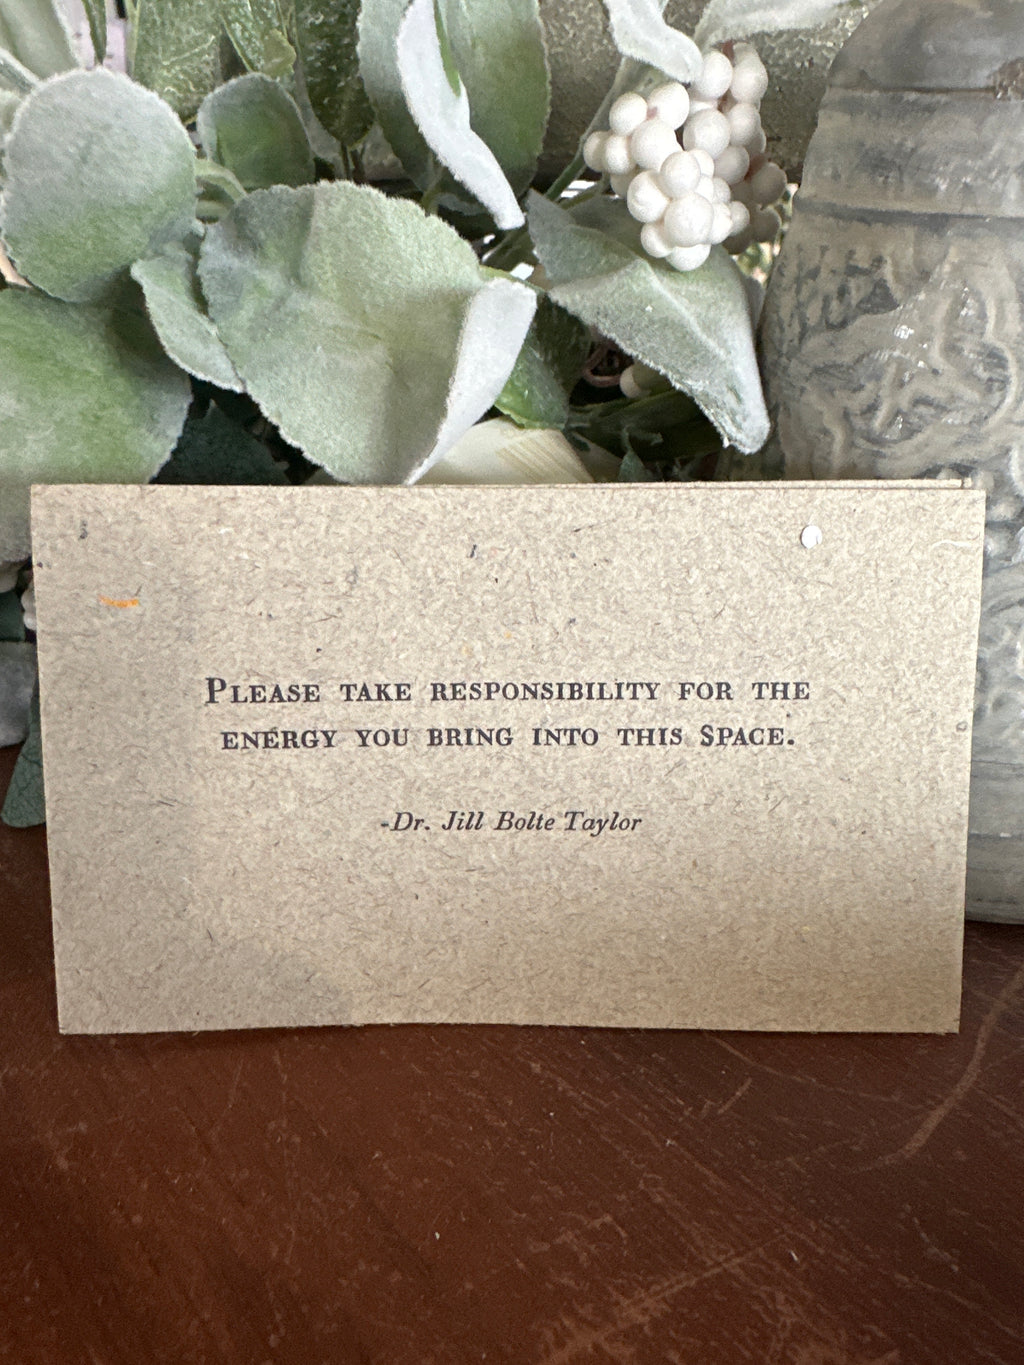 Please take responsibility for the
energy you bring into this Space.
-Dr. Jill Bolte Taylor